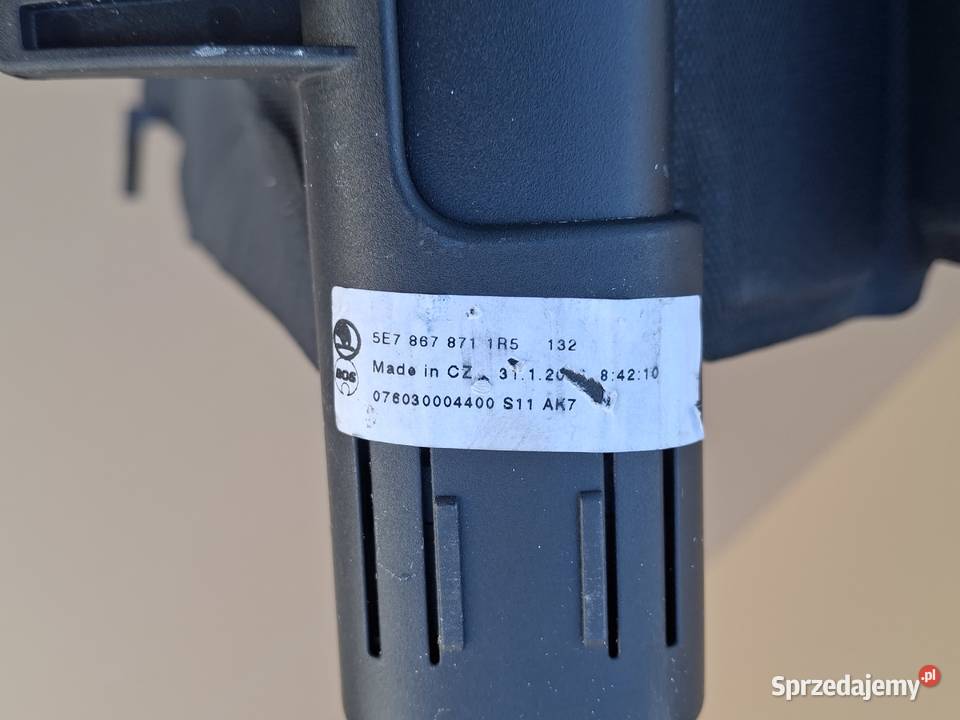 5E7 867 871 1R5 132
BOS
Made in CZ 31.1.20 8:42:10
076030004400 S11 AK7
Sprzedajemy.pl